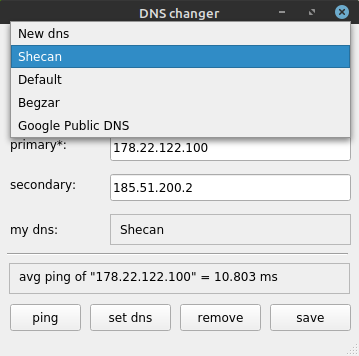 DNS changer
New dns
Shecan
Default
Begzar
Google Public DNS
primary*: 178.22.122.100
secondary: 185.51.200.2
my dns: Shecan
avg ping of "178.22.122.100" = 10.803 ms
ping set dns remove save